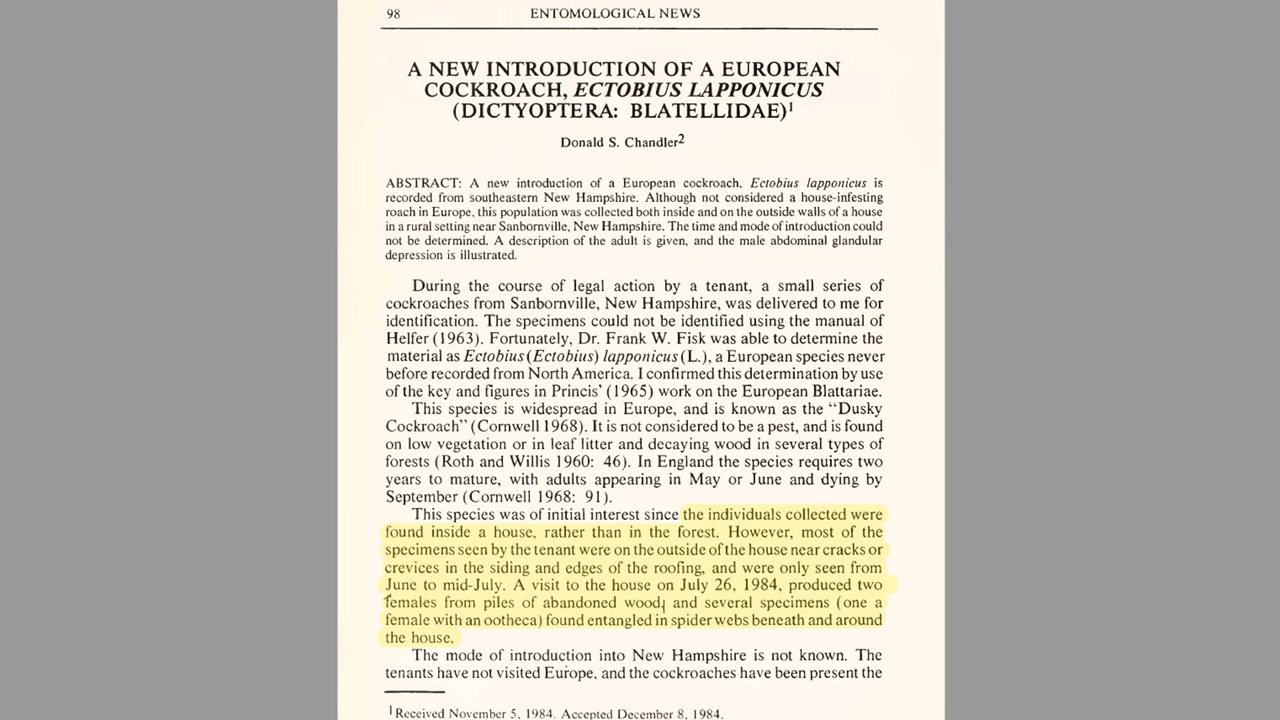 98 ENTOMOLOGICAL NEWS
A NEW INTRODUCTION OF A EUROPEAN
COCKROACH, ECTOBIUS LAPPONICUS
(DICTYOPTERA: BLATELLIDAE)1
Donald S. Chandler2
ABSTRACT: A new introduction of a European cockroach, Ectobius lapponicus is
recorded from southeastern New Hampshire. Although not considered a house-infesting
roach in Europe, this population was collected both inside and on the outside walls of a house
in a rural setting near Sanbornville, New Hampshire. The time and mode of introduction could
not be determined. A description of the adult is given, and the male abdominal glandular
depression is illustrated.
During the course of legal action by a tenant, a small series of
cockroaches from Sanbornville, New Hampshire, was delivered to me for
identification. The specimens could not be identified using the manual of
Helfer (1963). Fortunately, Dr. Frank W. Fisk was able to determine the
material as Ectobius (Ectobius) lapponicus (L.), a European species never
before recorded from North America. I confirmed this determination by use
of the key and figures in Princis' (1965) work on the European Blattariae.
This species is widespread in Europe, and is known as the "Dusky
Cockroach" (Cornwell 1968). It is not considered to be a pest, and is found
on low vegetation or in leaf litter and decaying wood in several types of
forests (Roth and Willis 1960: 46). In England the species requires two
years to mature, with adults appearing in May or June and dying by
September (Cornwell 1968: 91).
This species was of initial interest since the individuals collected were
found inside a house, rather than in the forest. However, most of the
specimens seen by the tenant were on the outside of the house near cracks or
crevices in the siding and edges of the roofing, and were only seen from
June to mid-July. A visit to the house on July 26, 1984, produced two
females from piles of abandoned wood; and several specimens (one a
female with an ootheca) found entangled in spider webs beneath and around
the house.
The mode of introduction into New Hampshire is not known. The
tenants have not visited Europe, and the cockroaches have been present the
1Received November 5, 1984. Accepted December 8, 1984.